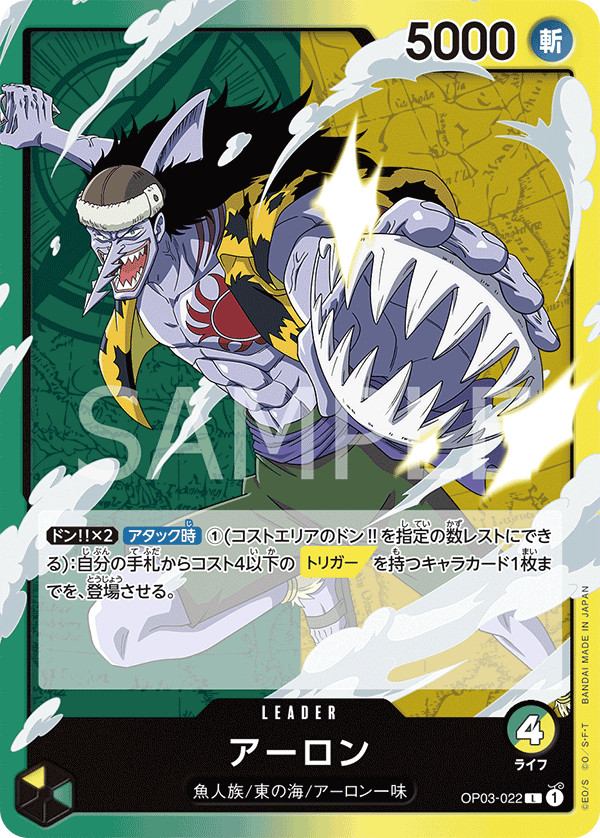 5000 斬
SAMPLE
ドン!!×2 アタック時 ①(コストエリアのドン!!を指定の数レストにでき
る):自分の手札からコスト4以下の トリガー を持つキャラカード1枚ま
でを、登場させる。
LEADER
アーロン
4
ライフ
魚人族/東の海/アーロン一味
OP03-022 L 1
©E.O/S ©O/S・F・T BANDAI MADE IN JAPAN